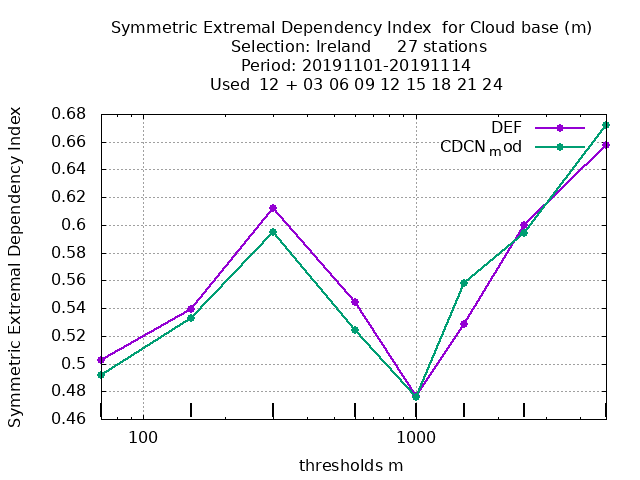 Symmetric Extremal Dependency Index for Cloud base (m)
Selection: Ireland 27 stations
Period: 20191101-20191114
Used 12 + 03 06 09 12 15 18 21 24
Symmetric Extremal Dependency Index
0.68
0.66
0.64
0.62
0.6
0.58
0.56
0.54
0.52
0.5
0.48
0.46
DEF
CDCNmod
100
1000
thresholds m